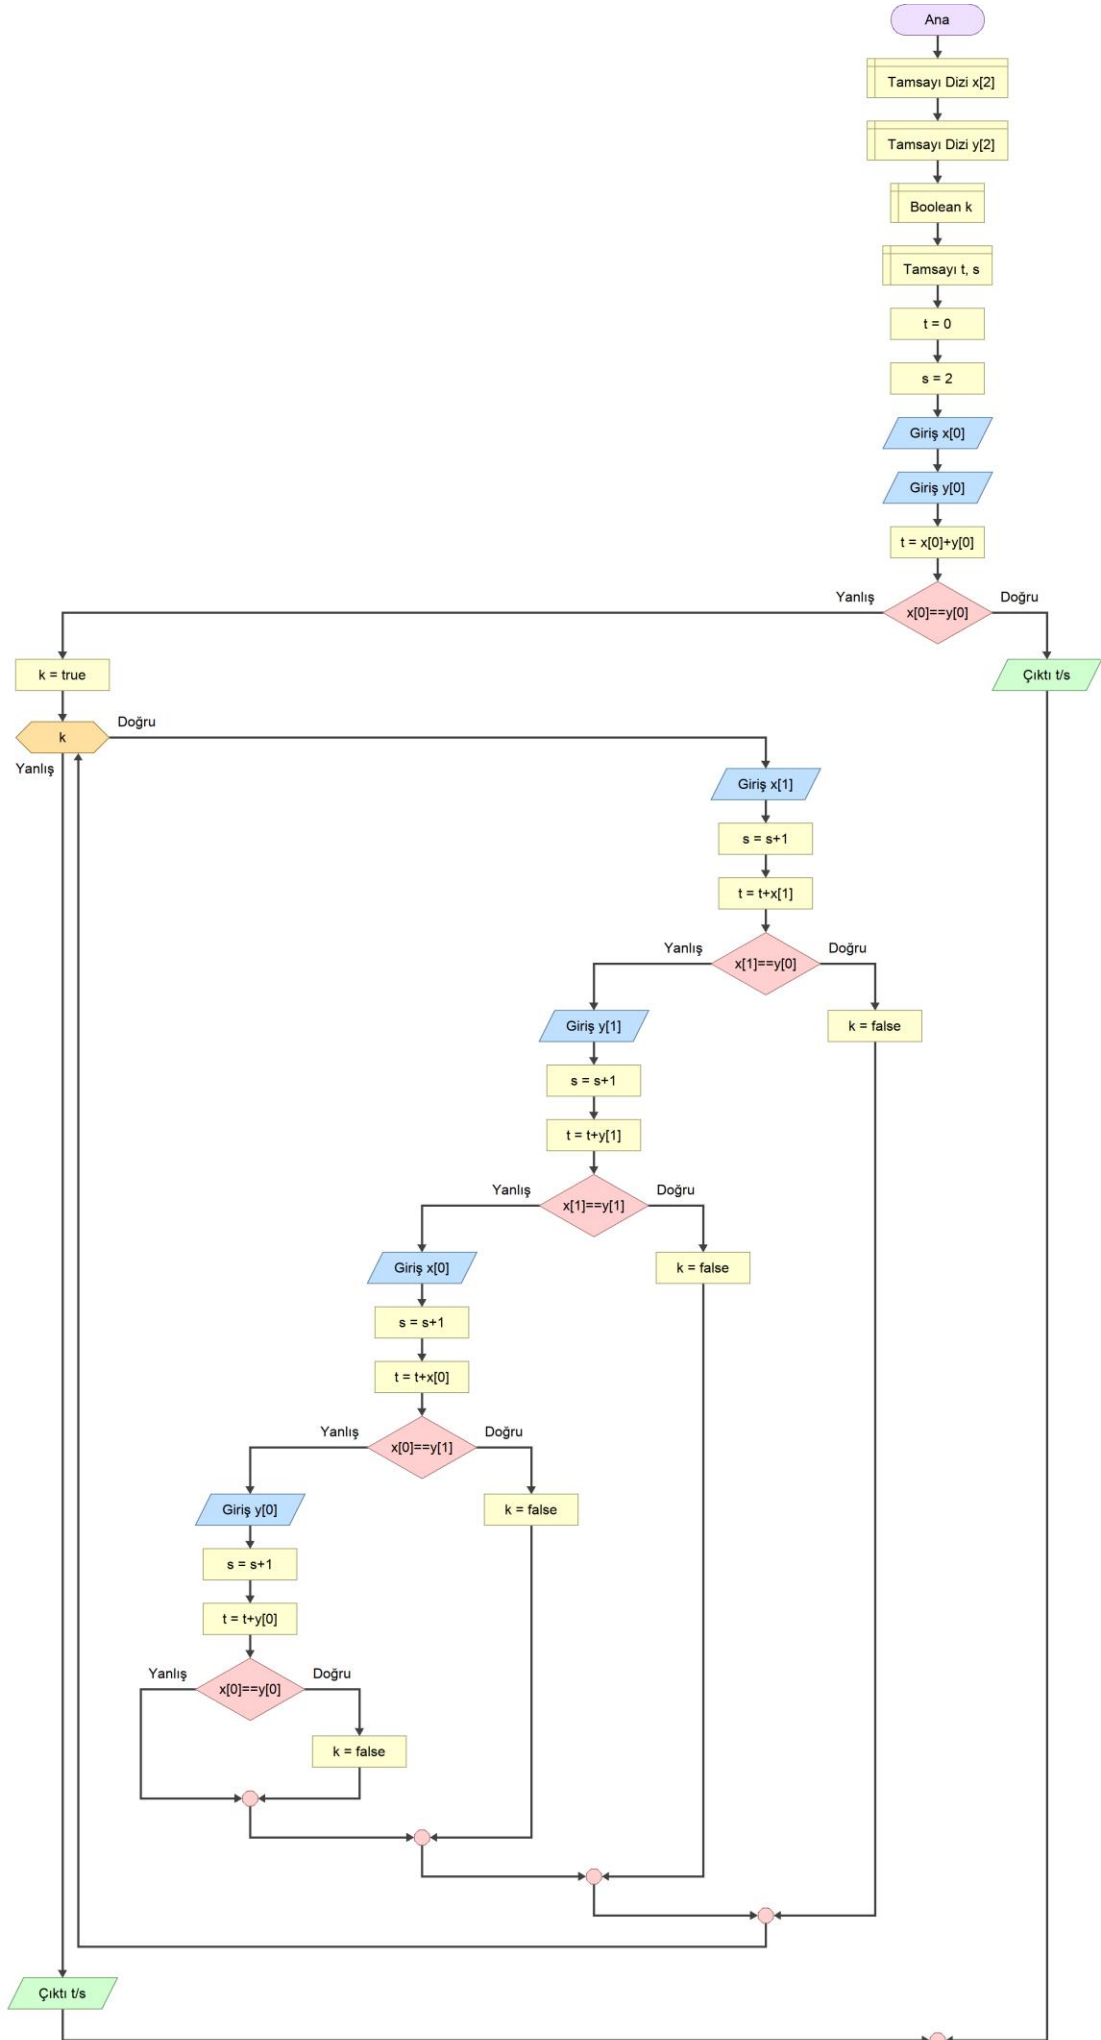 Ana
Tamsayı Dizi x[2]
Tamsayı Dizi y[2]
Boolean k
Tamsayı t, s
t = 0
s = 2
Giriş x[0]
Giriş y[0]
t = x[0]+y[0]
Yanlış
x[0]==y[0]
Doğru
k = true
Çıktı t/s
k
Doğru
Yanlış
Giriş x[1]
s = s+1
t = t+x[1]
Yanlış
x[1]==y[0]
Doğru
Giriş y[1]
k = false
s = s+1
t = t+y[1]
Yanlış
x[1]==y[1]
Doğru
Giriş x[0]
k = false
s = s+1
t = t+x[0]
Yanlış
x[0]==y[1]
Doğru
Giriş y[0]
k = false
s = s+1
t = t+y[0]
Yanlış
x[0]==y[0]
Doğru
k = false
Çıktı t/s